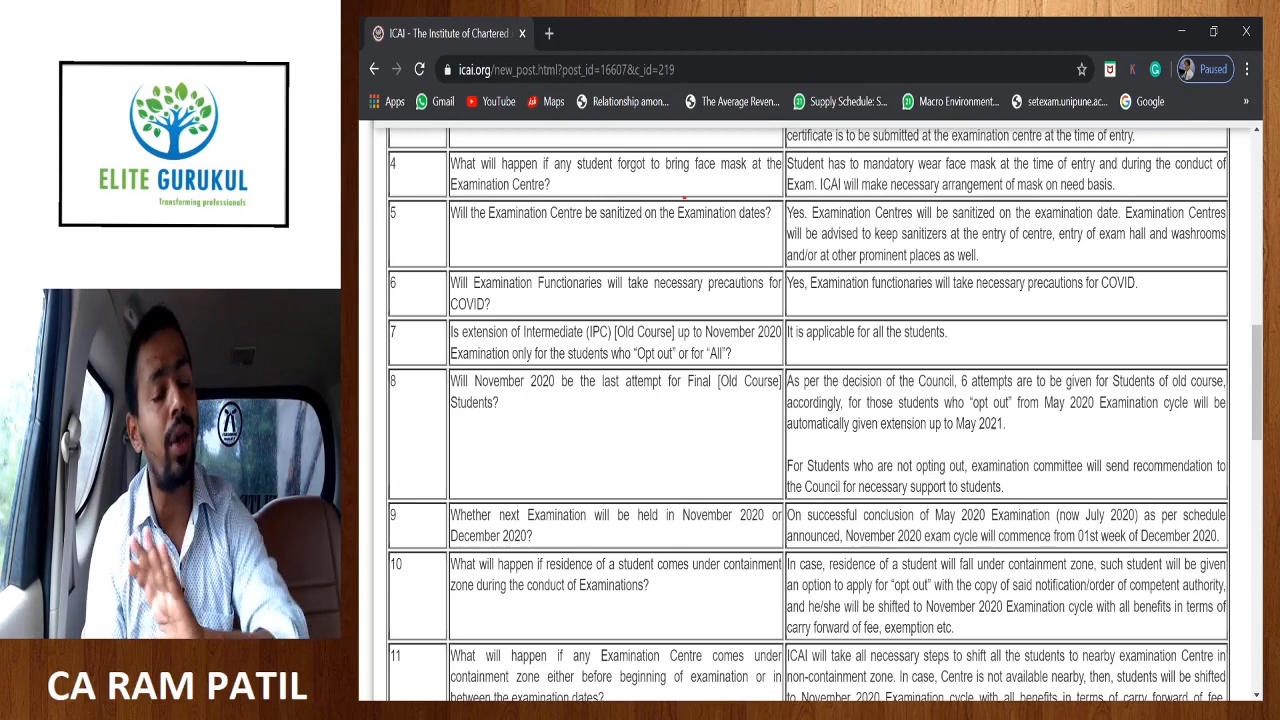 ELITE GURUKUL
Transforming professionals
CA RAM PATIL
ICAI - The Institute of Chartered
icai.org/new_post.html?post_id=16607&c_id=219
Paused
Apps
Gmail
YouTube
Maps
Relationship amon...
The Average Reven...
Supply Schedule: S...
Macro Environment...
setexam.unipune.ac...
Google
»
certificate is to be submitted at the examination centre at the time of entry.
4
What will happen if any student forgot to bring face mask at the
Examination Centre?
Student has to mandatory wear face mask at the time of entry and during the conduct of
Exam. ICAI will make necessary arrangement of mask on need basis.
5
Will the Examination Centre be sanitized on the Examination dates?
Yes. Examination Centres will be sanitized on the examination date. Examination Centres
will be advised to keep sanitizers at the entry of centre, entry of exam hall and washrooms
and/or at other prominent places as well.
6
Will Examination Functionaries will take necessary precautions for
COVID?
Yes, Examination functionaries will take necessary precautions for COVID.
7
Is extension of Intermediate (IPC) [Old Course] up to November 2020
Examination only for the students who “Opt out” or for “All”?
It is applicable for all the students.
8
Will November 2020 be the last attempt for Final [Old Course]
Students?
As per the decision of the Council, 6 attempts are to be given for Students of old course,
accordingly, for those students who “opt out” from May 2020 Examination cycle will be
automatically given extension up to May 2021.
For Students who are not opting out, examination committee will send recommendation to
the Council for necessary support to students.
9
Whether next Examination will be held in November 2020 or
December 2020?
On successful conclusion of May 2020 Examination (now July 2020) as per schedule
announced, November 2020 exam cycle will commence from 01st week of December 2020.
10
What will happen if residence of a student comes under containment
zone during the conduct of Examinations?
In case, residence of a student will fall under containment zone, such student will be given
an option to apply for “opt out” with the copy of said notification/order of competent authority,
and he/she will be shifted to November 2020 Examination cycle with all benefits in terms of
carry forward of fee, exemption etc.
11
What will happen if any Examination Centre comes under
containment zone either before beginning of examination or in
between the examination dates?
ICAI will take all necessary steps to shift all the students to nearby examination Centre in
non-containment zone. In case, Centre is not available nearby, then, students will be shifted
to November 2020 Examination cycle with all benefits in terms of carry forward of fee,